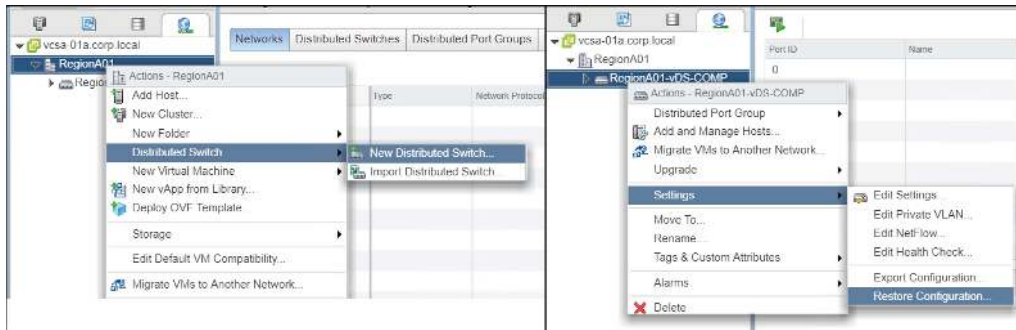 vcsa-01a.corp.local
RegionA01
Regio
Networks
Distributed Switches
Distributed Port Groups
Type
Network Protocol
Actions - RegionA01
Add Host...
New Cluster...
New Folder
Distributed Switch
New Virtual Machine
New vApp from Library...
Deploy OVF Template
Storage
Edit Default VM Compatibility...
Migrate VMs to Another Network...
New Distributed Switch...
Import Distributed Switch...
vcsa-01a.corp.local
RegionA01
RegionA01-vDS-COMP
Port ID
Name
0
Actions - RegionA01-vDS-COMP
Distributed Port Group
Add and Manage Hosts...
Migrate VMs to Another Network...
Upgrade
Settings
Move To...
Rename...
Tags & Custom Attributes
Alarms
Delete
Edit Settings...
Edit Private VLAN...
Edit NetFlow...
Edit Health Check...
Export Configuration...
Restore Configuration...